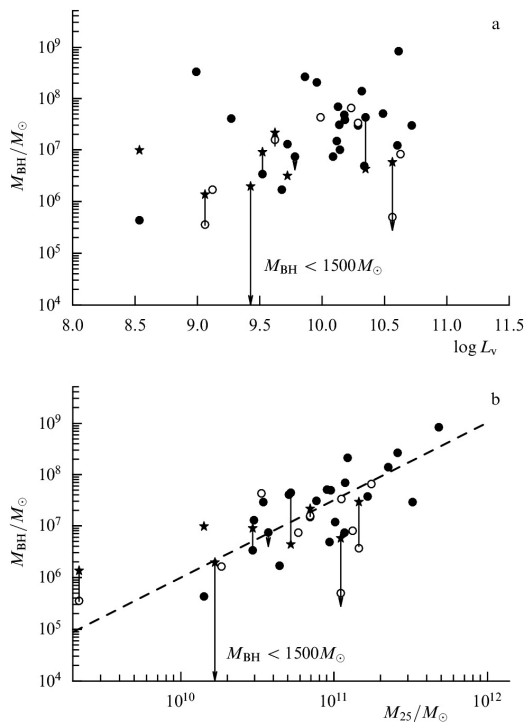 a
10⁹
10⁸
10⁷
10⁶
10⁵
10⁴
M_BH/M_⊙
M_BH < 1500M_⊙
8.0 8.5 9.0 9.5 10.0 10.5 11.0 11.5
log L_v
b
10⁹
10⁸
10⁷
10⁶
10⁵
10⁴
M_BH/M_⊙
M_BH < 1500M_⊙
10¹⁰ 10¹¹ 10¹²
M₂₅/M_⊙